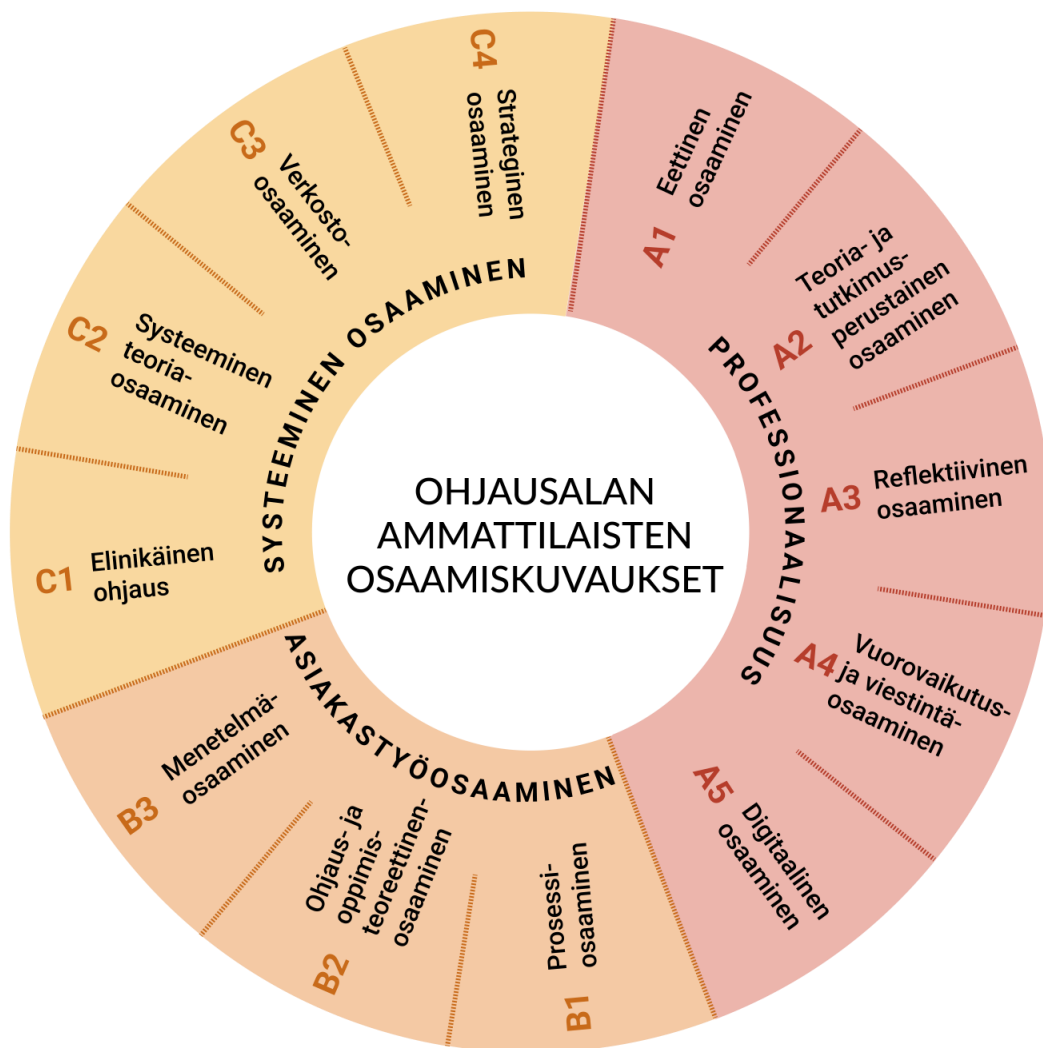 OHJAUSALAN
AMMATTILAISTEN
OSAAMISKUVAUKSET
PROFESSIONAALISUUS
A1
Eettinen
osaaminen
A2
Teoria- ja
tutkimus-
perustainen
osaaminen
A3
Reflektiivinen
osaaminen
A4
Vuorovaikutus-
ja viestintä-
osaaminen
A5
Digitaalinen
osaaminen
ASIAKASTYÖOSAAMINEN
B1
Prosessi-
osaaminen
B2
Ohjaus- ja
oppimis-
teoreettinen-
osaaminen
B3
Menetelmä-
osaaminen
SYSTEEMINEN OSAAMINEN
C1
Elinikäinen
ohjaus
C2
Systeeminen
teoria-
osaaminen
C3
Verkosto-
osaaminen
C4
Strateginen
osaaminen